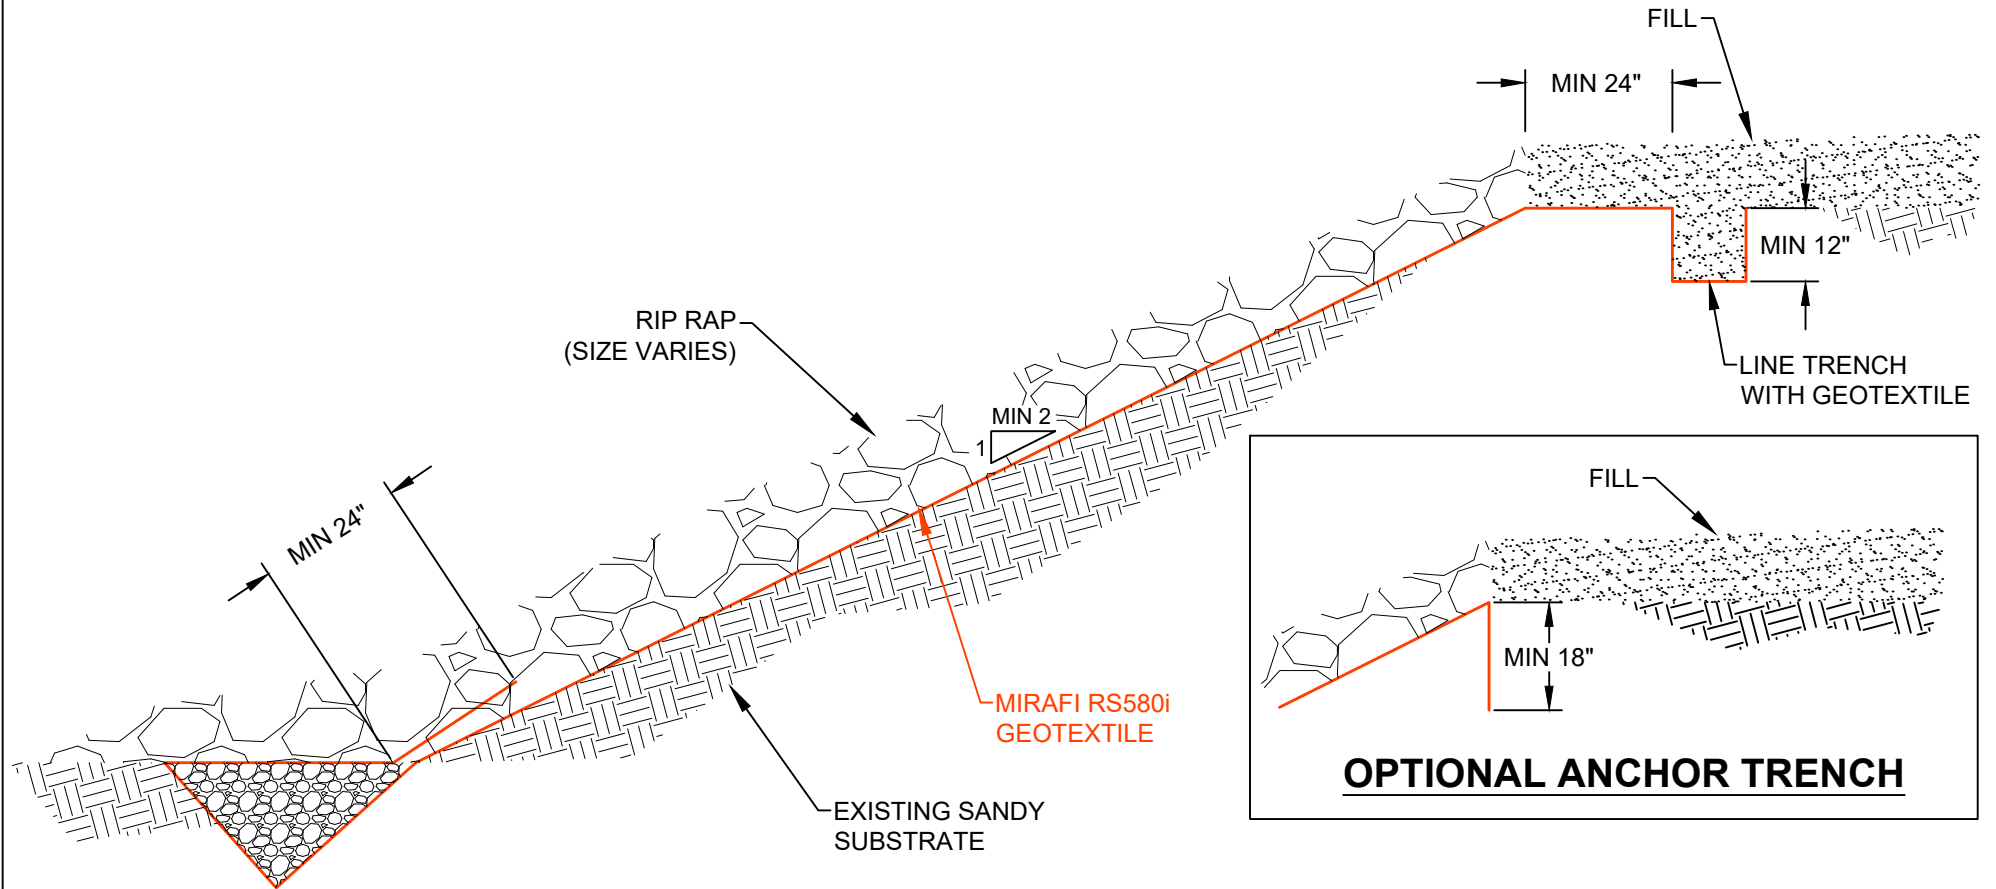 FILL
MIN 24"
MIN 12"
RIP RAP
(SIZE VARIES)
LINE TRENCH
WITH GEOTEXTILE
MIN 2
1
MIN 24"
MIRAFI RS580i
GEOTEXTILE
EXISTING SANDY
SUBSTRATE
FILL
MIN 18"
OPTIONAL ANCHOR TRENCH